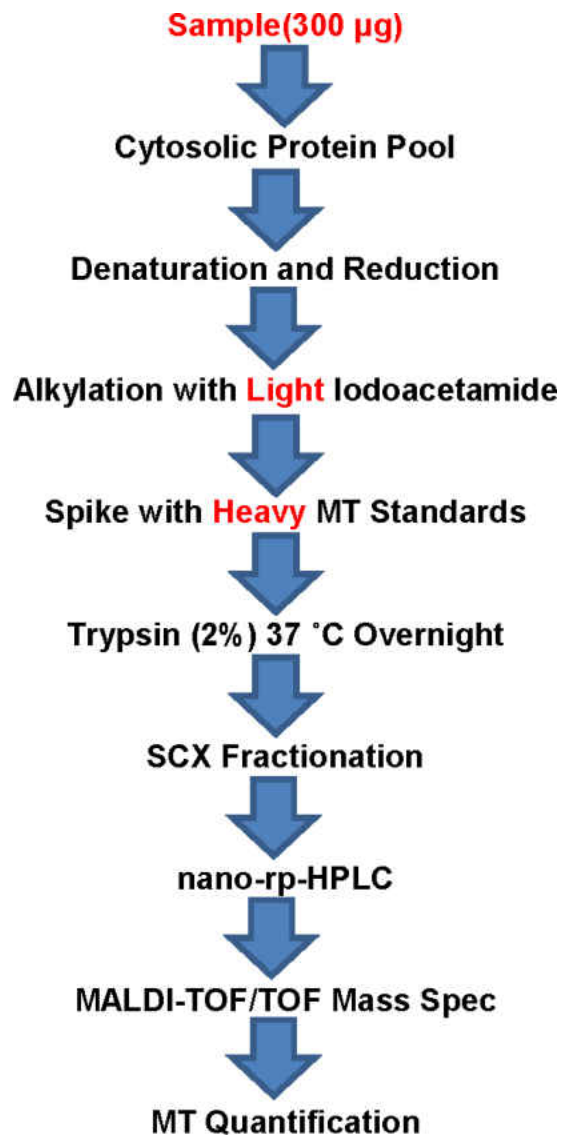 Sample(300 µg)
Cytosolic Protein Pool
Denaturation and Reduction
Alkylation with Light Iodoacetamide
Spike with Heavy MT Standards
Trypsin (2%) 37 ˚C Overnight
SCX Fractionation
nano-rp-HPLC
MALDI-TOF/TOF Mass Spec
MT Quantification